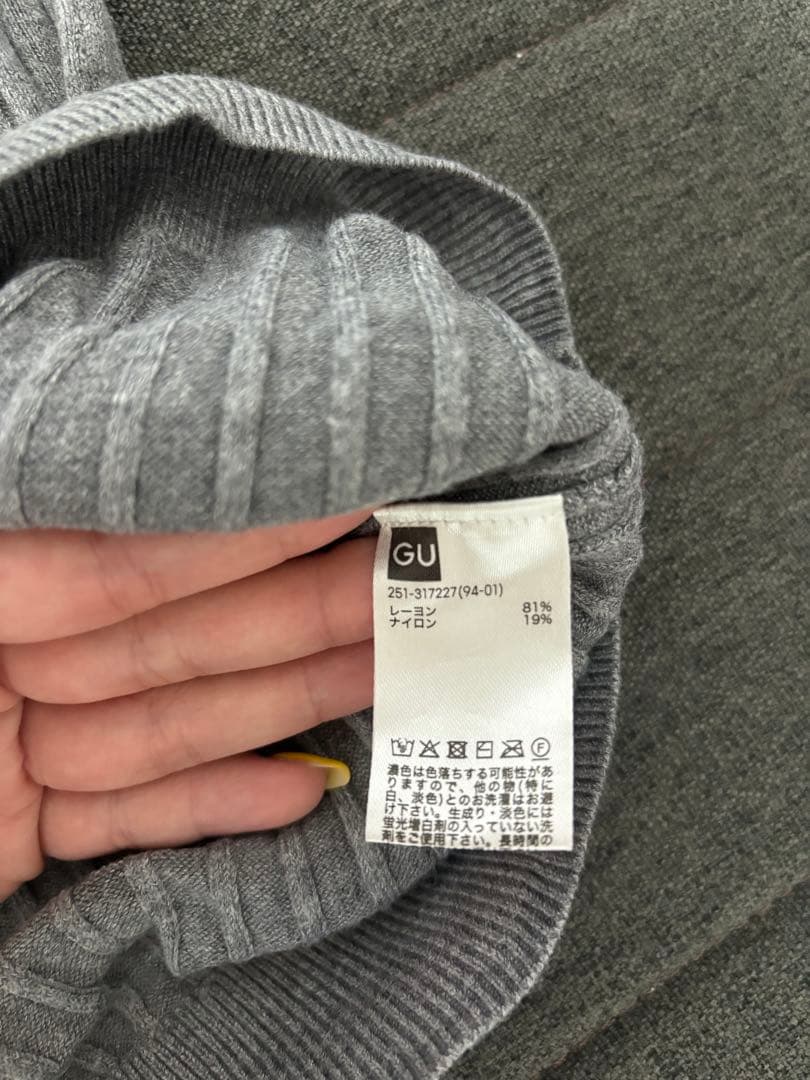 GU
251-317227(94-01)
レーヨン 81%
ナイロン 19%
F
濃色は色落ちする可能性があ
りますので、他の物(特に
白、淡色)とのお洗濯はお避
け下さい。生成り・淡色には
蛍光増白剤の入っていない洗
剤をご使用下さい。長時間の